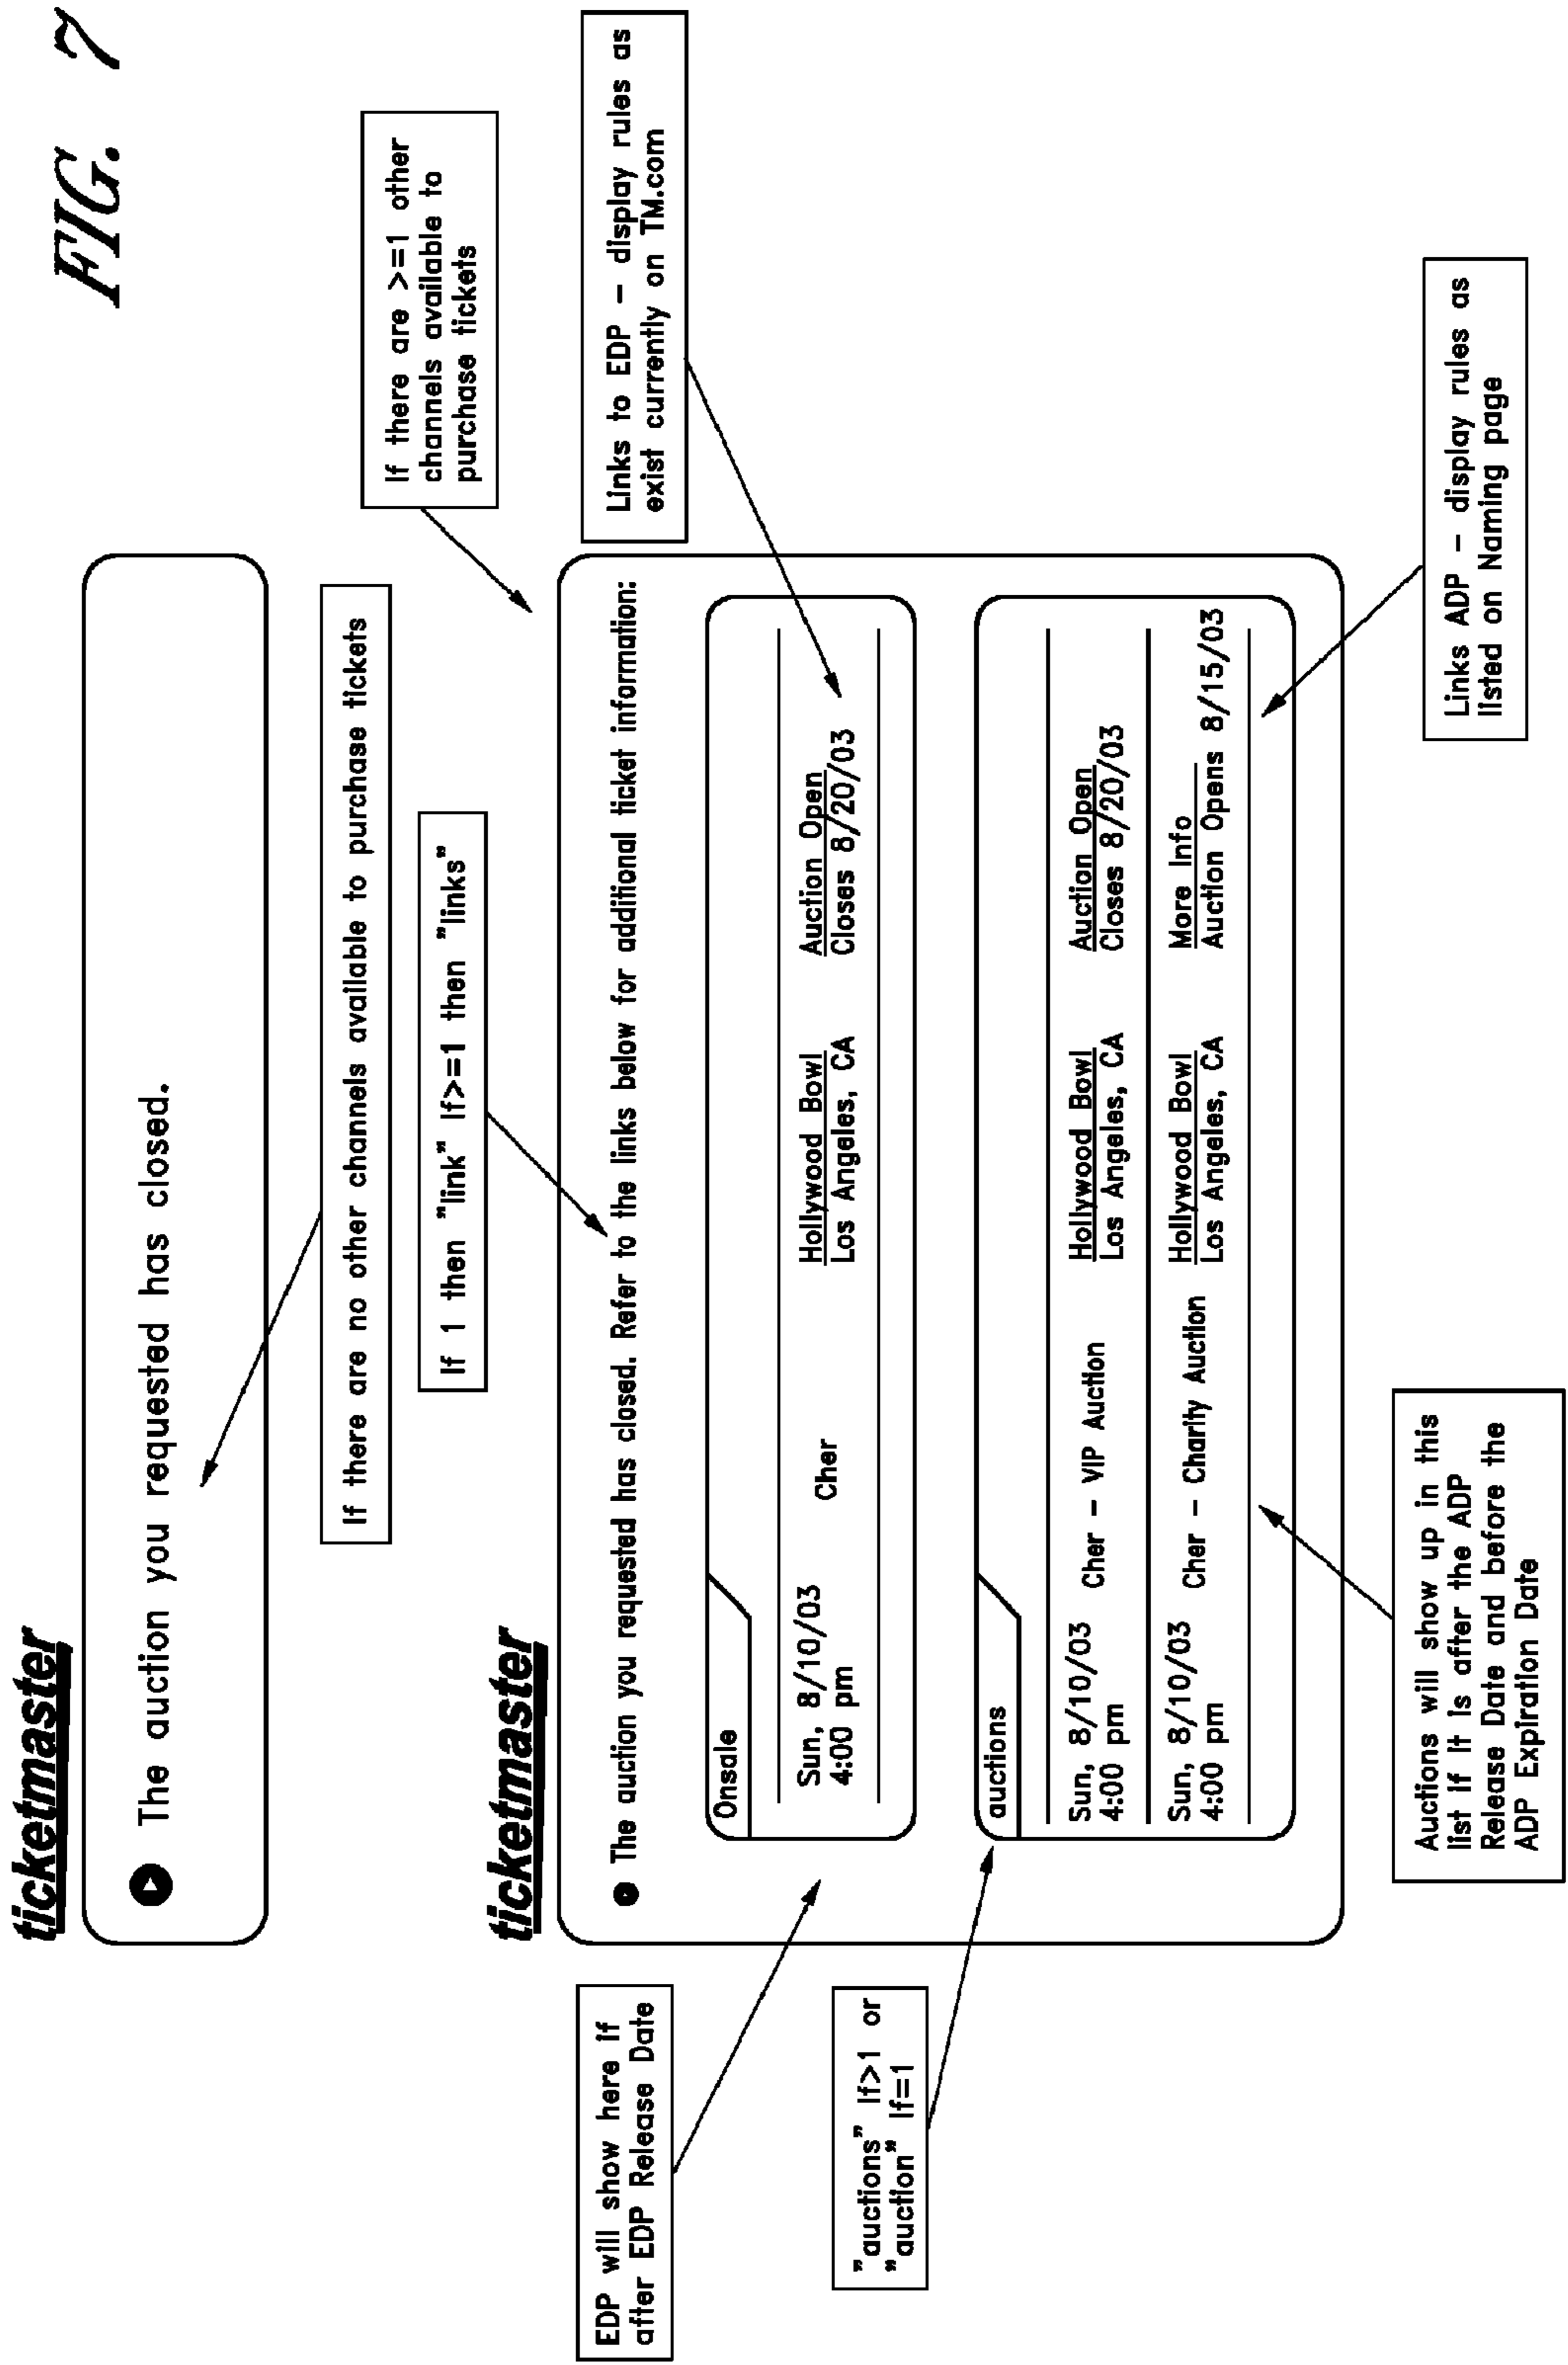 FIG. 7
ticketmaster
The auction you requested has closed.
If there are no other channels available to purchase tickets
If 1 then "link" If>=1 then "links"
If there are >=1 other
channels available to
purchase tickets
ticketmaster
The auction you requested has closed. Refer to the links below for additional ticket information:
EDP will show here if
after EDP Release Date
Links to EDP – display rules as
exist currently on TM.com
Onsale
Sun, 8/10/03 Cher Hollywood Bowl Auction Open
4:00 pm Los Angeles, CA Closes 8/20/03
"auctions" If>1 or
"auction" If=1
auctions
Sun, 8/10/03 Cher – VIP Auction Hollywood Bowl Auction Open
4:00 pm Los Angeles, CA Closes 8/20/03
Sun, 8/10/03 Cher – Charity Auction Hollywood Bowl More Info
4:00 pm Los Angeles, CA Auction Opens 8/15/03
Auctions will show up in this
list if it is after the ADP
Release Date and before the
ADP Expiration Date
Links ADP – display rules as
listed on Naming page